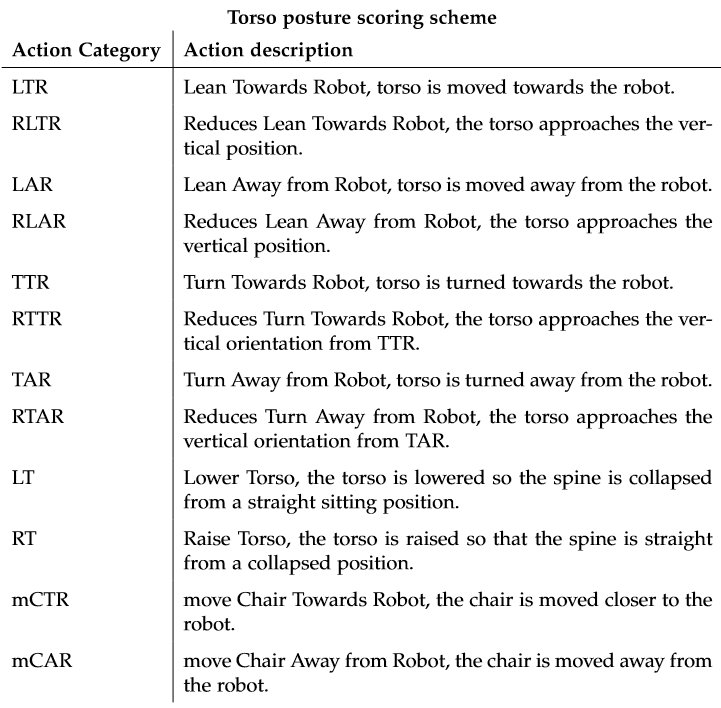 Torso posture scoring scheme
Action Category Action description
LTR Lean Towards Robot, torso is moved towards the robot.
RLTR Reduces Lean Towards Robot, the torso approaches the ver-
tical position.
LAR Lean Away from Robot, torso is moved away from the robot.
RLAR Reduces Lean Away from Robot, the torso approaches the
vertical position.
TTR Turn Towards Robot, torso is turned towards the robot.
RTTR Reduces Turn Towards Robot, the torso approaches the ver-
tical orientation from TTR.
TAR Turn Away from Robot, torso is turned away from the robot.
RTAR Reduces Turn Away from Robot, the torso approaches the
vertical orientation from TAR.
LT Lower Torso, the torso is lowered so the spine is collapsed
from a straight sitting position.
RT Raise Torso, the torso is raised so that the spine is straight
from a collapsed position.
mCTR move Chair Towards Robot, the chair is moved closer to the
robot.
mCAR move Chair Away from Robot, the chair is moved away from
the robot.